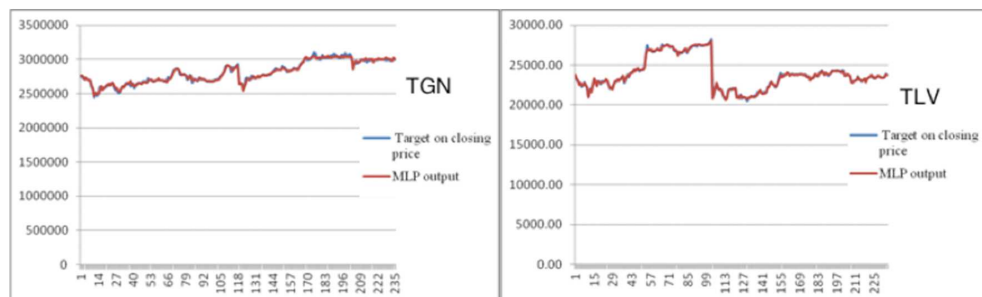 3500000
3000000
2500000
2000000
1500000
1000000
500000
0
TGN
Target on closing
price
MLP output
1 14 27 40 53 66 79 92 105 118 131 144 157 170 183 196 209 222 235
30000.00
25000.00
20000.00
15000.00
10000.00
5000.00
0.00
TLV
Target on closing
price
MLP output
1 15 29 43 57 71 85 99 113 127 141 155 169 183 197 211 225